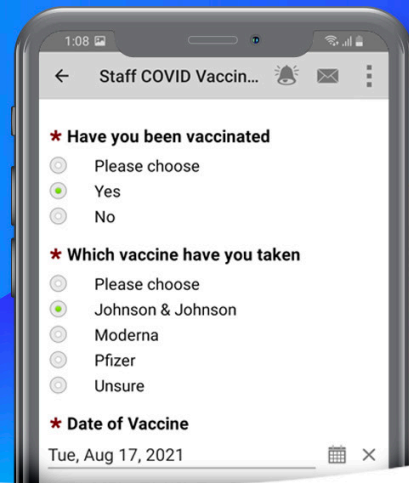 1:08
Staff COVID Vaccin...
* Have you been vaccinated
Please choose
Yes
No
* Which vaccine have you taken
Please choose
Johnson & Johnson
Moderna
Pfizer
Unsure
* Date of Vaccine
Tue, Aug 17, 2021